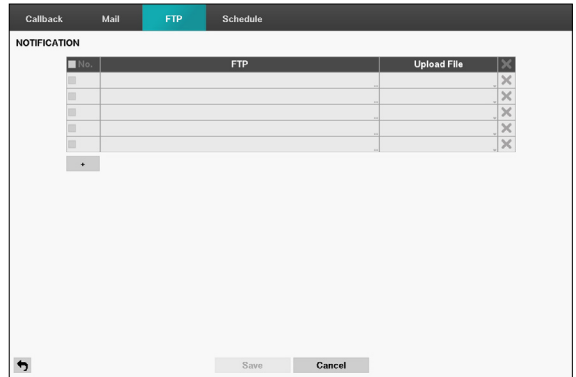 Callback Mail FTP Schedule
NOTIFICATION
No. FTP Upload File
+
Save Cancel